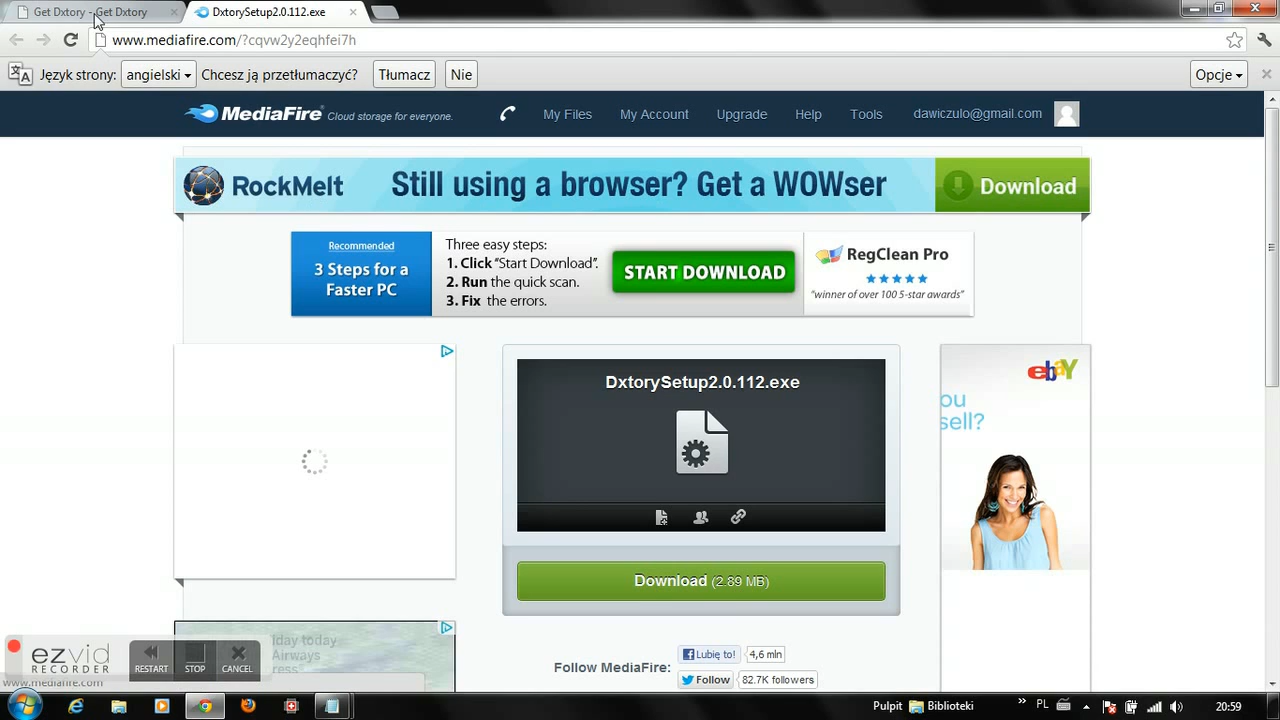 Get Dxtory - Get Dxtory
DxtorySetup2.0.112.exe
www.mediafire.com/?cqvw2y2eqhfei7h
Język strony: angielski Chcesz ją przetłumaczyć? Tłumacz Nie Opcje
MediaFire Cloud storage for everyone. My Files My Account Upgrade Help Tools dawiczulo@gmail.com
RockMelt Still using a browser? Get a WOWser Download
Recommended
3 Steps for a
Faster PC
Three easy steps:
1. Click “Start Download”.
2. Run the quick scan.
3. Fix the errors.
START DOWNLOAD
RegClean Pro
"winner of over 100 5-star awards"
DxtorySetup2.0.112.exe
Download (2.89 MB)
ebay
ou
sell?
iday today
Airways
ress"
ezvid
RECORDER
RESTART STOP CANCEL
www.mediafire.com
Follow MediaFire:
Lubię to! 4,6 mln
Follow 82.7K followers
Pulpit Biblioteki PL 20:59